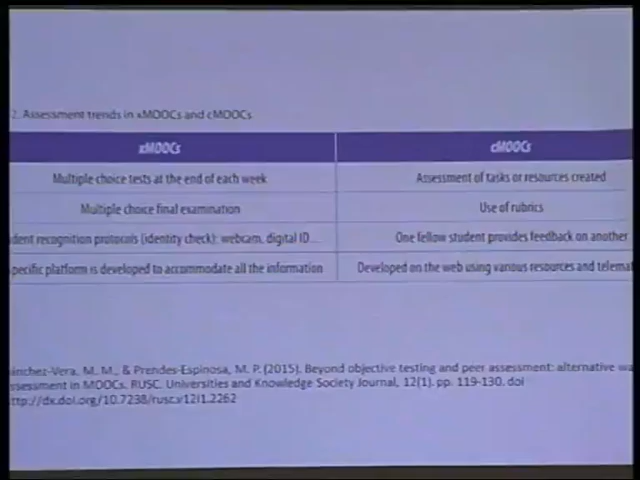 2. Assessment trends in xMOOCs and cMOOCs
xMOOCs cMOOCs
Multiple choice tests at the end of each week Assessment of tasks or resources created
Multiple choice final examination Use of rubrics
dent recognition protocols (identity check): webcam, digital ID... One fellow student provides feedback on another
pecific platform is developed to accommodate all the information Developed on the web using various resources and telemat
ánchez-Vera, M. M., & Prendes-Espinosa, M. P. (2015). Beyond objective testing and peer assessment: alternative wa
ssessment in MOOCs. RUSC. Universities and Knowledge Society Journal, 12(1). pp. 119-130. doi
ttp://dx.doi.org/10.7238/rusc.v12i1.2262